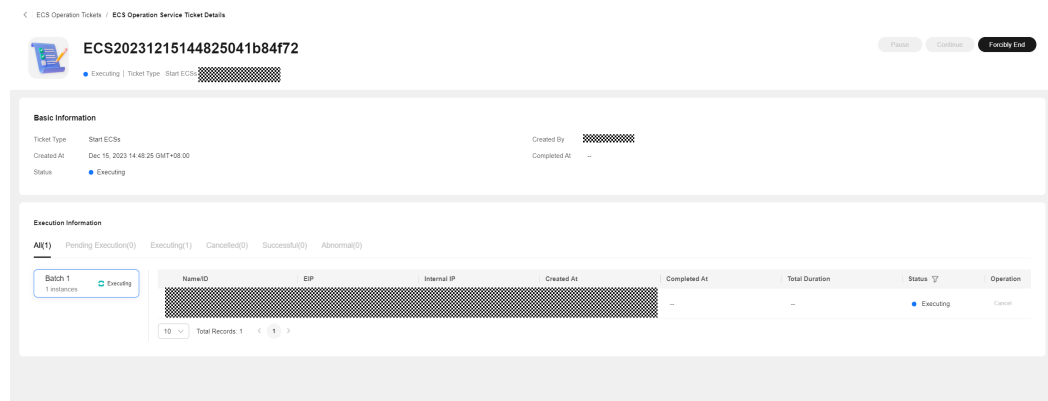 ECS Operation Tickets / ECS Operation Service Ticket Details
ECS20231215144825041b84f72
Pause Continue Forcibly End
Executing | Ticket Type Start ECSs
Basic Information
Ticket Type Start ECSs Created By
Created At Dec 15, 2023 14:48:25 GMT+08:00 Completed At --
Status Executing
Execution Information
All(1) Pending Execution(0) Executing(1) Cancelled(0) Successful(0) Abnormal(0)
Batch 1
1 instances
Executing
Name/ID EIP Internal IP Created At Completed At Total Duration Status Operation
-- -- Executing Cancel
10 Total Records: 1 < 1 >